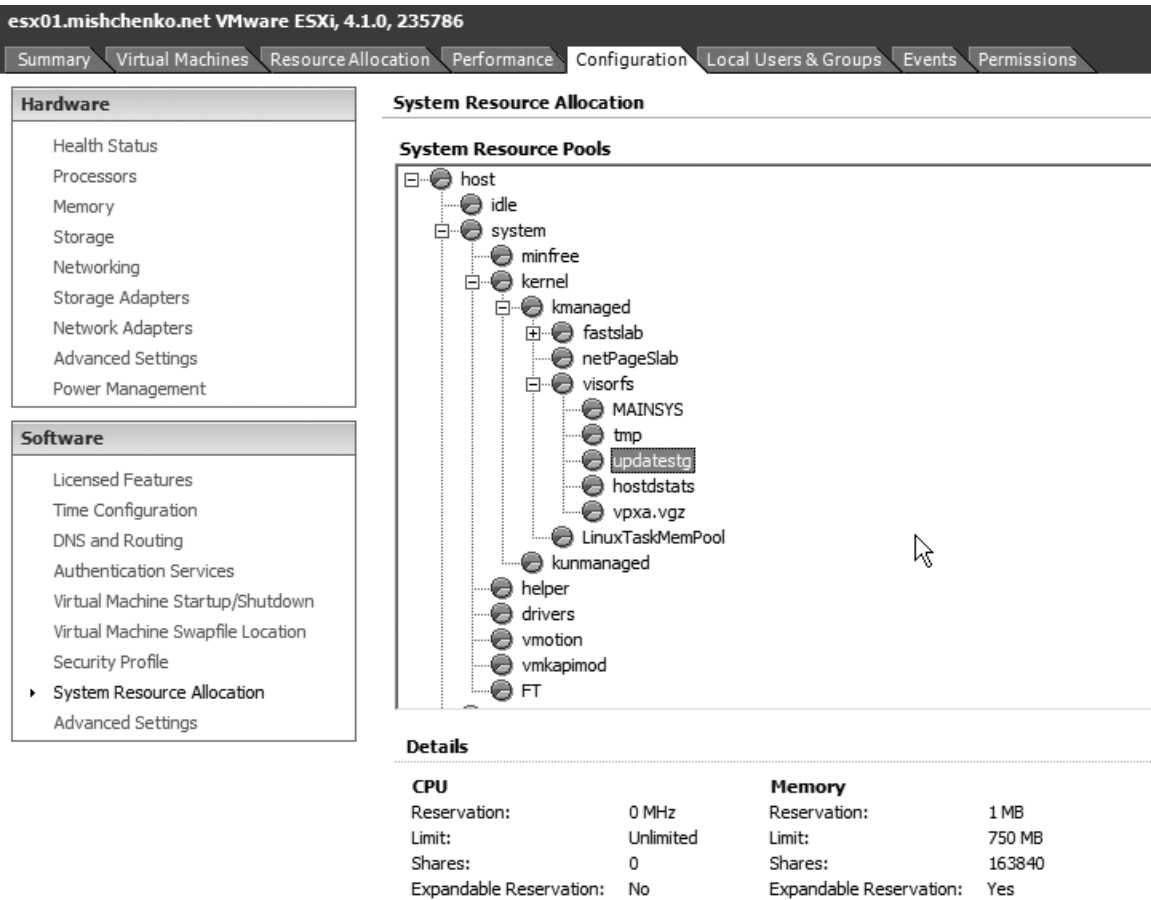 esx01.mishchenko.net VMware ESXi, 4.1.0, 235786
Summary Virtual Machines Resource Allocation Performance Configuration Local Users & Groups Events Permissions
Hardware
Health Status
Processors
Memory
Storage
Networking
Storage Adapters
Network Adapters
Advanced Settings
Power Management
Software
Licensed Features
Time Configuration
DNS and Routing
Authentication Services
Virtual Machine Startup/Shutdown
Virtual Machine Swapfile Location
Security Profile
System Resource Allocation
Advanced Settings
System Resource Allocation
System Resource Pools
host
idle
system
minfree
kernel
kmanaged
fastslab
netPageSlab
visorfs
MAINSYS
tmp
updatestg
hostdstats
vpxa.vgz
LinuxTaskMemPool
kunmanaged
helper
drivers
vmotion
vmkapimod
FT
Details
CPU
Reservation: 0 MHz
Limit: Unlimited
Shares: 0
Expandable Reservation: No
Memory
Reservation: 1 MB
Limit: 750 MB
Shares: 163840
Expandable Reservation: Yes